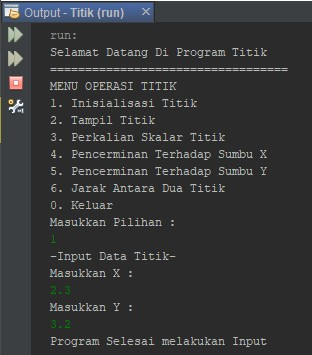 Output - Titik (run) ×
run:
Selamat Datang Di Program Titik
==================================
MENU OPERASI TITIK
1. Inisialisasi Titik
2. Tampil Titik
3. Perkalian Skalar Titik
4. Pencerminan Terhadap Sumbu X
5. Pencerminan Terhadap Sumbu Y
6. Jarak Antara Dua Titik
0. Keluar
Masukkan Pilihan :
1
-Input Data Titik-
Masukkan X :
2.3
Masukkan Y :
3.2
Program Selesai melakukan Input